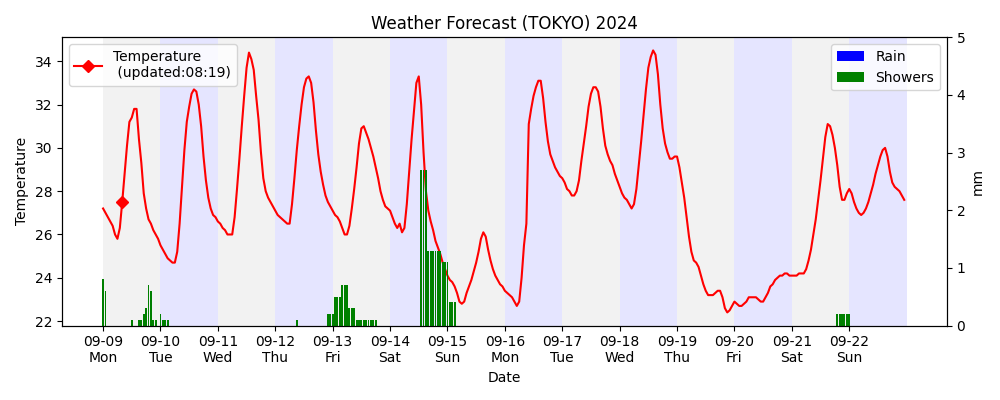 Weather Forecast (TOKYO) 2024
Temperature
(updated:08:19)
Rain
Showers
34
32
30
28
26
24
22
Temperature
5
4
3
2
1
0
mm
09-09 09-10 09-11 09-12 09-13 09-14 09-15 09-16 09-17 09-18 09-19 09-20 09-21 09-22
Mon Tue Wed Thu Fri Sat Sun Mon Tue Wed Thu Fri Sat Sun
Date